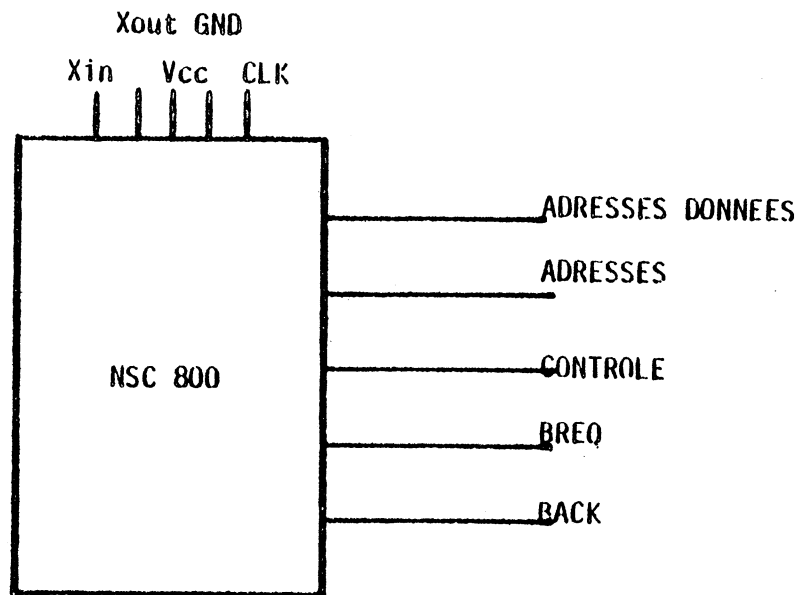 Xout GND
Xin Vcc CLK
ADRESSES DONNEES
ADRESSES
NSC 800
CONTROLE
BREQ
BACK